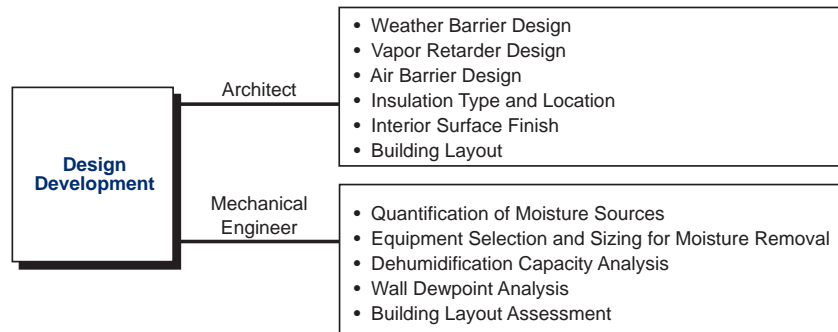 Design
Development
Architect
• Weather Barrier Design
• Vapor Retarder Design
• Air Barrier Design
• Insulation Type and Location
• Interior Surface Finish
• Building Layout
Mechanical
Engineer
• Quantification of Moisture Sources
• Equipment Selection and Sizing for Moisture Removal
• Dehumidification Capacity Analysis
• Wall Dewpoint Analysis
• Building Layout Assessment